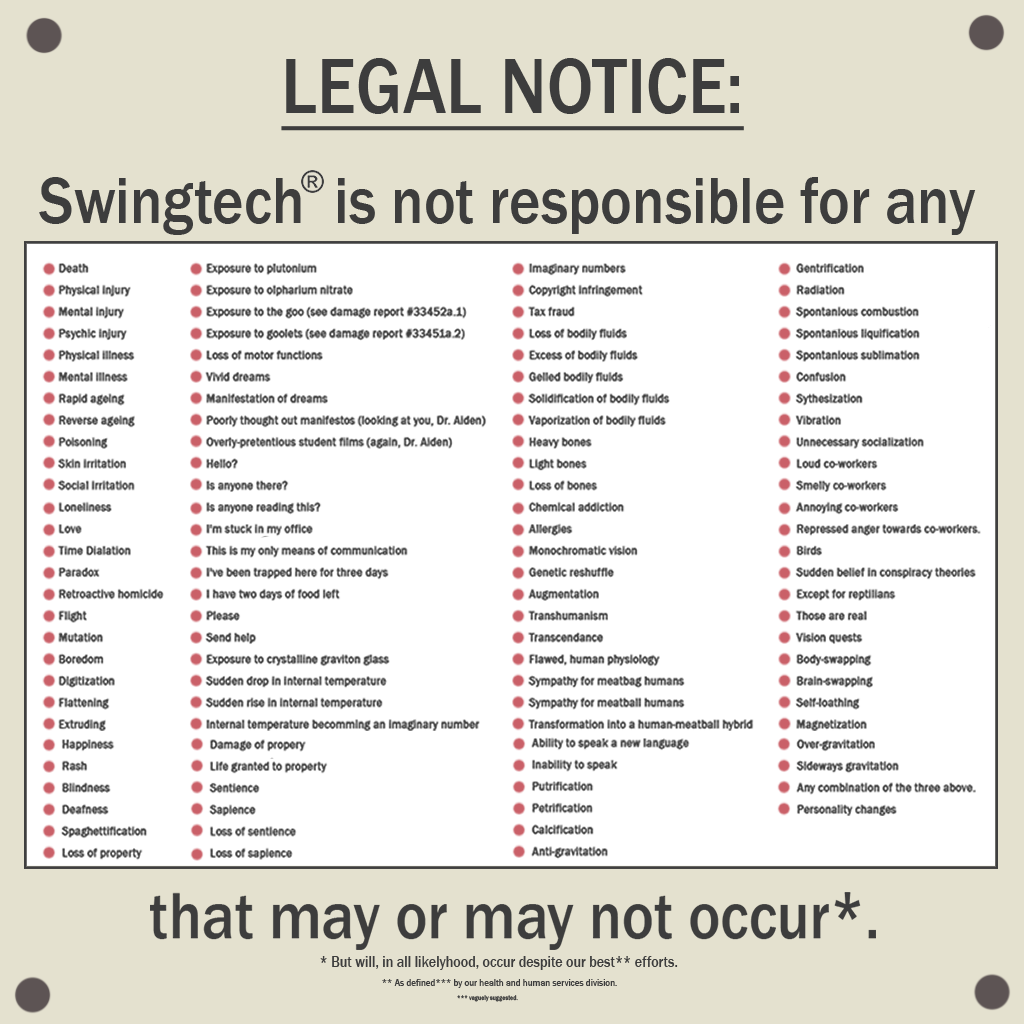 LEGAL NOTICE:
Swingtech® is not responsible for any
Death
Physical injury
Mental injury
Psychic injury
Physical illness
Mental illness
Rapid ageing
Reverse ageing
Poisoning
Skin irritation
Social irritation
Loneliness
Love
Time Dialation
Paradox
Retroactive homicide
Flight
Mutation
Boredom
Digitization
Flattening
Extruding
Happiness
Rash
Blindness
Deafness
Spaghettification
Loss of property
Exposure to plutonium
Exposure to olpharium nitrate
Exposure to the goo (see damage report #33452a.1)
Exposure to goolets (see damage report #33451a.2)
Loss of motor functions
Vivid dreams
Manifestation of dreams
Poorly thought out manifestos (looking at you, Dr. Alden)
Overly-pretentious student films (again, Dr. Alden)
Hello?
Is anyone there?
Is anyone reading this?
I'm stuck in my office
This is my only means of communication
I've been trapped here for three days
I have two days of food left
Please
Send help
Exposure to crystalline graviton glass
Sudden drop in internal temperature
Sudden rise in internal temperature
Internal temperature becomming an imaginary number
Damage of propery
Life granted to property
Sentience
Sapience
Loss of sentience
Loss of sapience
Imaginary numbers
Copyright infringement
Tax fraud
Loss of bodily fluids
Excess of bodily fluids
Gelled bodily fluids
Solidification of bodily fluids
Vaporization of bodily fluids
Heavy bones
Light bones
Loss of bones
Chemical addiction
Allergies
Monochromatic vision
Genetic reshuffle
Augmentation
Transhumanism
Transcendance
Flawed, human physiology
Sympathy for meatbag humans
Sympathy for meatball humans
Transformation into a human-meatball hybrid
Ability to speak a new language
Inability to speak
Putrification
Petrification
Calcification
Anti-gravitation
Gentrification
Radiation
Spontanious combustion
Spontanious liquification
Spontanious sublimation
Confusion
Sythesization
Vibration
Unnecessary socialization
Loud co-workers
Smelly co-workers
Annoying co-workers
Repressed anger towards co-workers.
Birds
Sudden belief in conspiracy theories
Except for reptilians
Those are real
Vision quests
Body-swapping
Brain-swapping
Self-loathing
Magnetization
Over-gravitation
Sideways gravitation
Any combination of the three above.
Personality changes
that may or may not occur*.
* But will, in all likelyhood, occur despite our best** efforts.
** As defined*** by our health and human services division.
*** vaguely suggested.